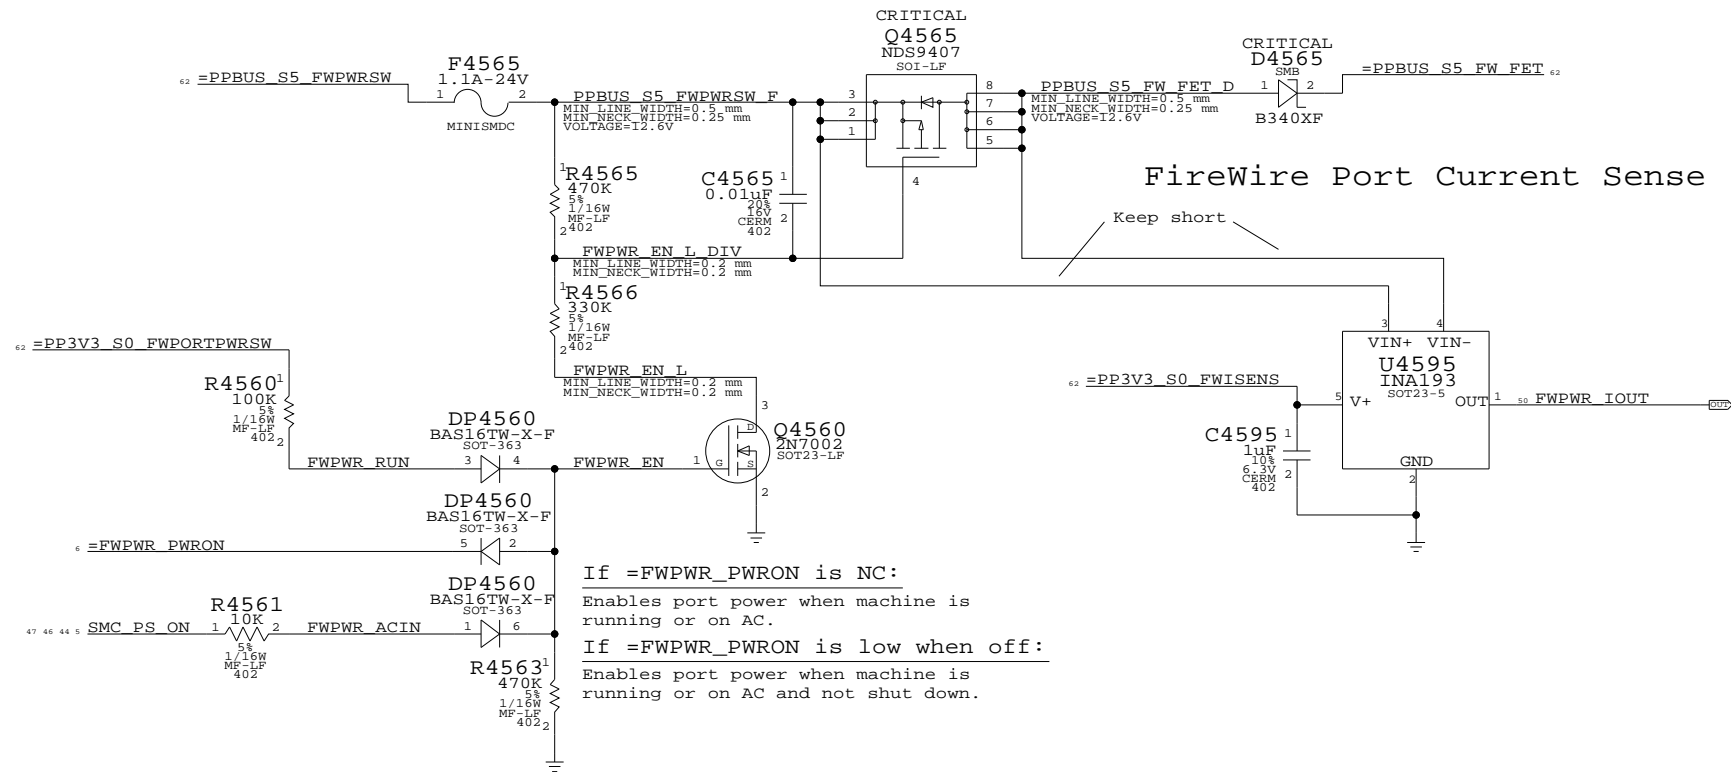 CRITICAL
Q4565
NDS9407
SOI-LF
CRITICAL
D4565
SMB
1 2
B340XF
F4565
1.1A-24V
1 2
MINISMDC
62 =PPBUS_S5_FWPWRSW
PPBUS_S5_FWPWRSW_F
MIN_LINE_WIDTH=0.5 mm
MIN_NECK_WIDTH=0.25 mm
VOLTAGE=12.6V
3
2
1
8
7
6
5
4
PPBUS_S5_FW_FET_D
MIN_LINE_WIDTH=0.5 mm
MIN_NECK_WIDTH=0.25 mm
VOLTAGE=12.6V
=PPBUS_S5_FW_FET 62
FireWire Port Current Sense
Keep short
1
R4565
470K
5%
1/16W
MF-LF
402
2
C4565
0.01uF
20%
16V
CERM
402
1
2
FWPWR_EN_L_DIV
MIN_LINE_WIDTH=0.2 mm
MIN_NECK_WIDTH=0.2 mm
1
R4566
330K
5%
1/16W
MF-LF
402
2
FWPWR_EN_L
MIN_LINE_WIDTH=0.2 mm
MIN_NECK_WIDTH=0.2 mm
62 =PP3V3_S0_FWPORTPWRSW
R4560
100K
5%
1/16W
MF-LF
402
1
2
FWPWR_RUN
DP4560
BAS16TW-X-F
SOT-363
3 4
FWPWR_EN
1
G
D
S
3
2
Q4560
2N7002
SOT23-LF
DP4560
BAS16TW-X-F
SOT-363
5 2
6 =FWPWR_PWRON
DP4560
BAS16TW-X-F
SOT-363
1 6
47 46 44 5 SMC_PS_ON
R4561
10K
1 2
5%
1/16W
MF-LF
402
FWPWR_ACIN
R4563
470K
5%
1/16W
MF-LF
402
1
2
If =FWPWR_PWRON is NC:
Enables port power when machine is
running or on AC.
If =FWPWR_PWRON is low when off:
Enables port power when machine is
running or on AC and not shut down.
3 4
VIN+ VIN-
U4595
INA193
SOT23-5
5 V+
OUT 1
GND
2
62 =PP3V3_S0_FWISENS
50 FWPWR_IOUT
OUT
C4595
1uF
10%
6.3V
CERM
402
1
2